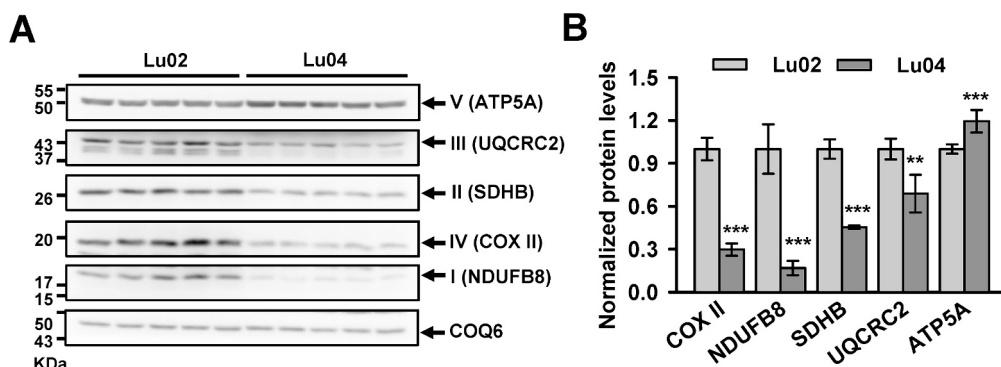 A
Lu02 Lu04
55
50
V (ATP5A)
43
37
III (UQCRC2)
26
II (SDHB)
20
IV (COX II)
17
15
I (NDUFB8)
50
43
COQ6
KDa
B
Lu02 Lu04
Normalized protein levels
1.2
0.9
0.6
0.3
0.0
***
***
***
**
***
COX II
NDUFB8
SDHB
UQCRC2
ATP5A